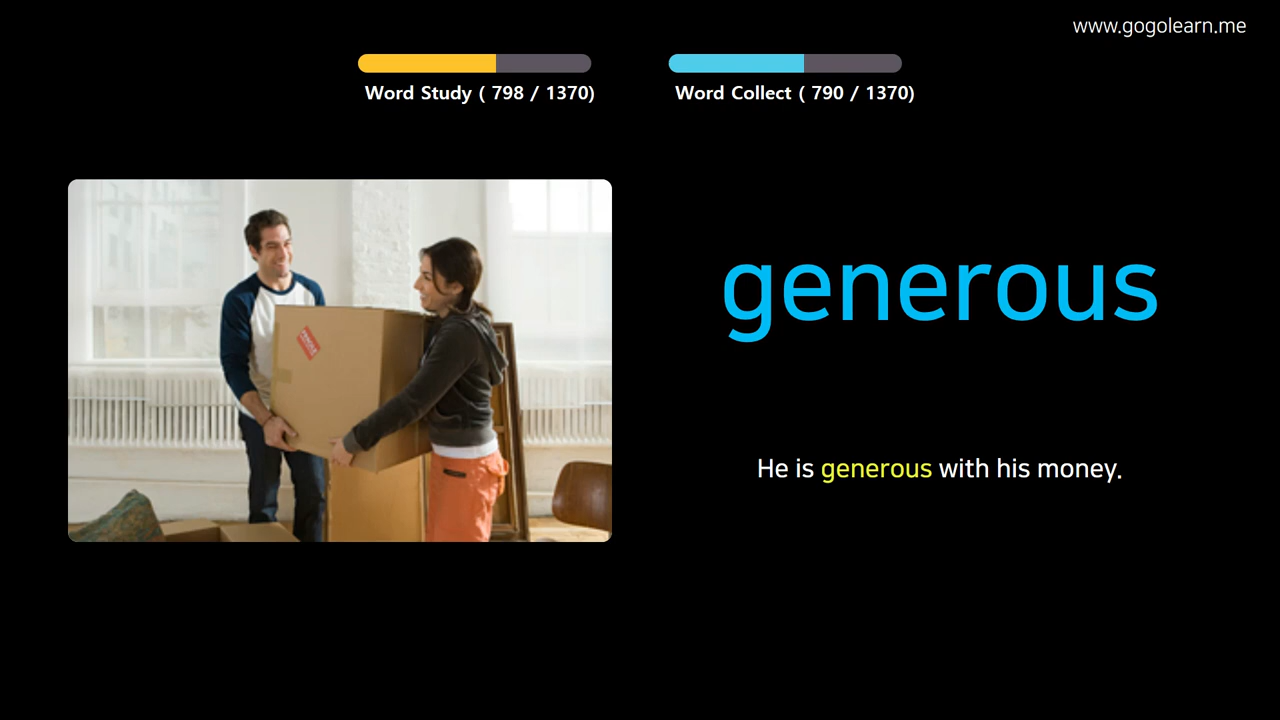 www.gogolearn.me
Word Study ( 798 / 1370)
Word Collect ( 790 / 1370)
generous
He is generous with his money.